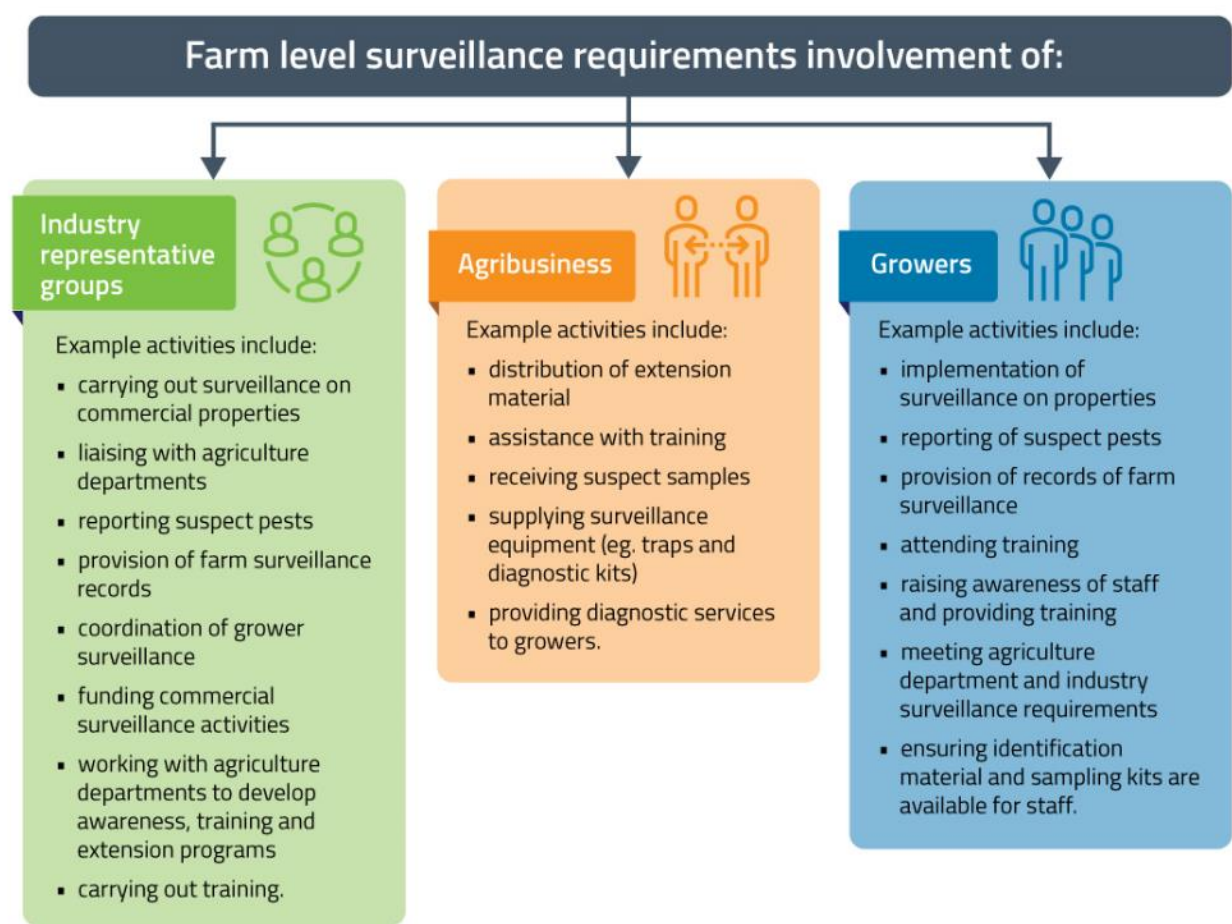 Farm level surveillance requirements involvement of:
Industry
representative
groups
Example activities include:
▪ carrying out surveillance on
commercial properties
▪ liaising with agriculture
departments
▪ reporting suspect pests
▪ provision of farm surveillance
records
▪ coordination of grower
surveillance
▪ funding commercial
surveillance activities
▪ working with agriculture
departments to develop
awareness, training and
extension programs
▪ carrying out training.
Agribusiness
Example activities include:
▪ distribution of extension
material
▪ assistance with training
▪ receiving suspect samples
▪ supplying surveillance
equipment (eg. traps and
diagnostic kits)
▪ providing diagnostic services
to growers.
Growers
Example activities include:
▪ implementation of
surveillance on properties
▪ reporting of suspect pests
▪ provision of records of farm
surveillance
▪ attending training
▪ raising awareness of staff
and providing training
▪ meeting agriculture
department and industry
surveillance requirements
▪ ensuring identification
material and sampling kits are
available for staff.